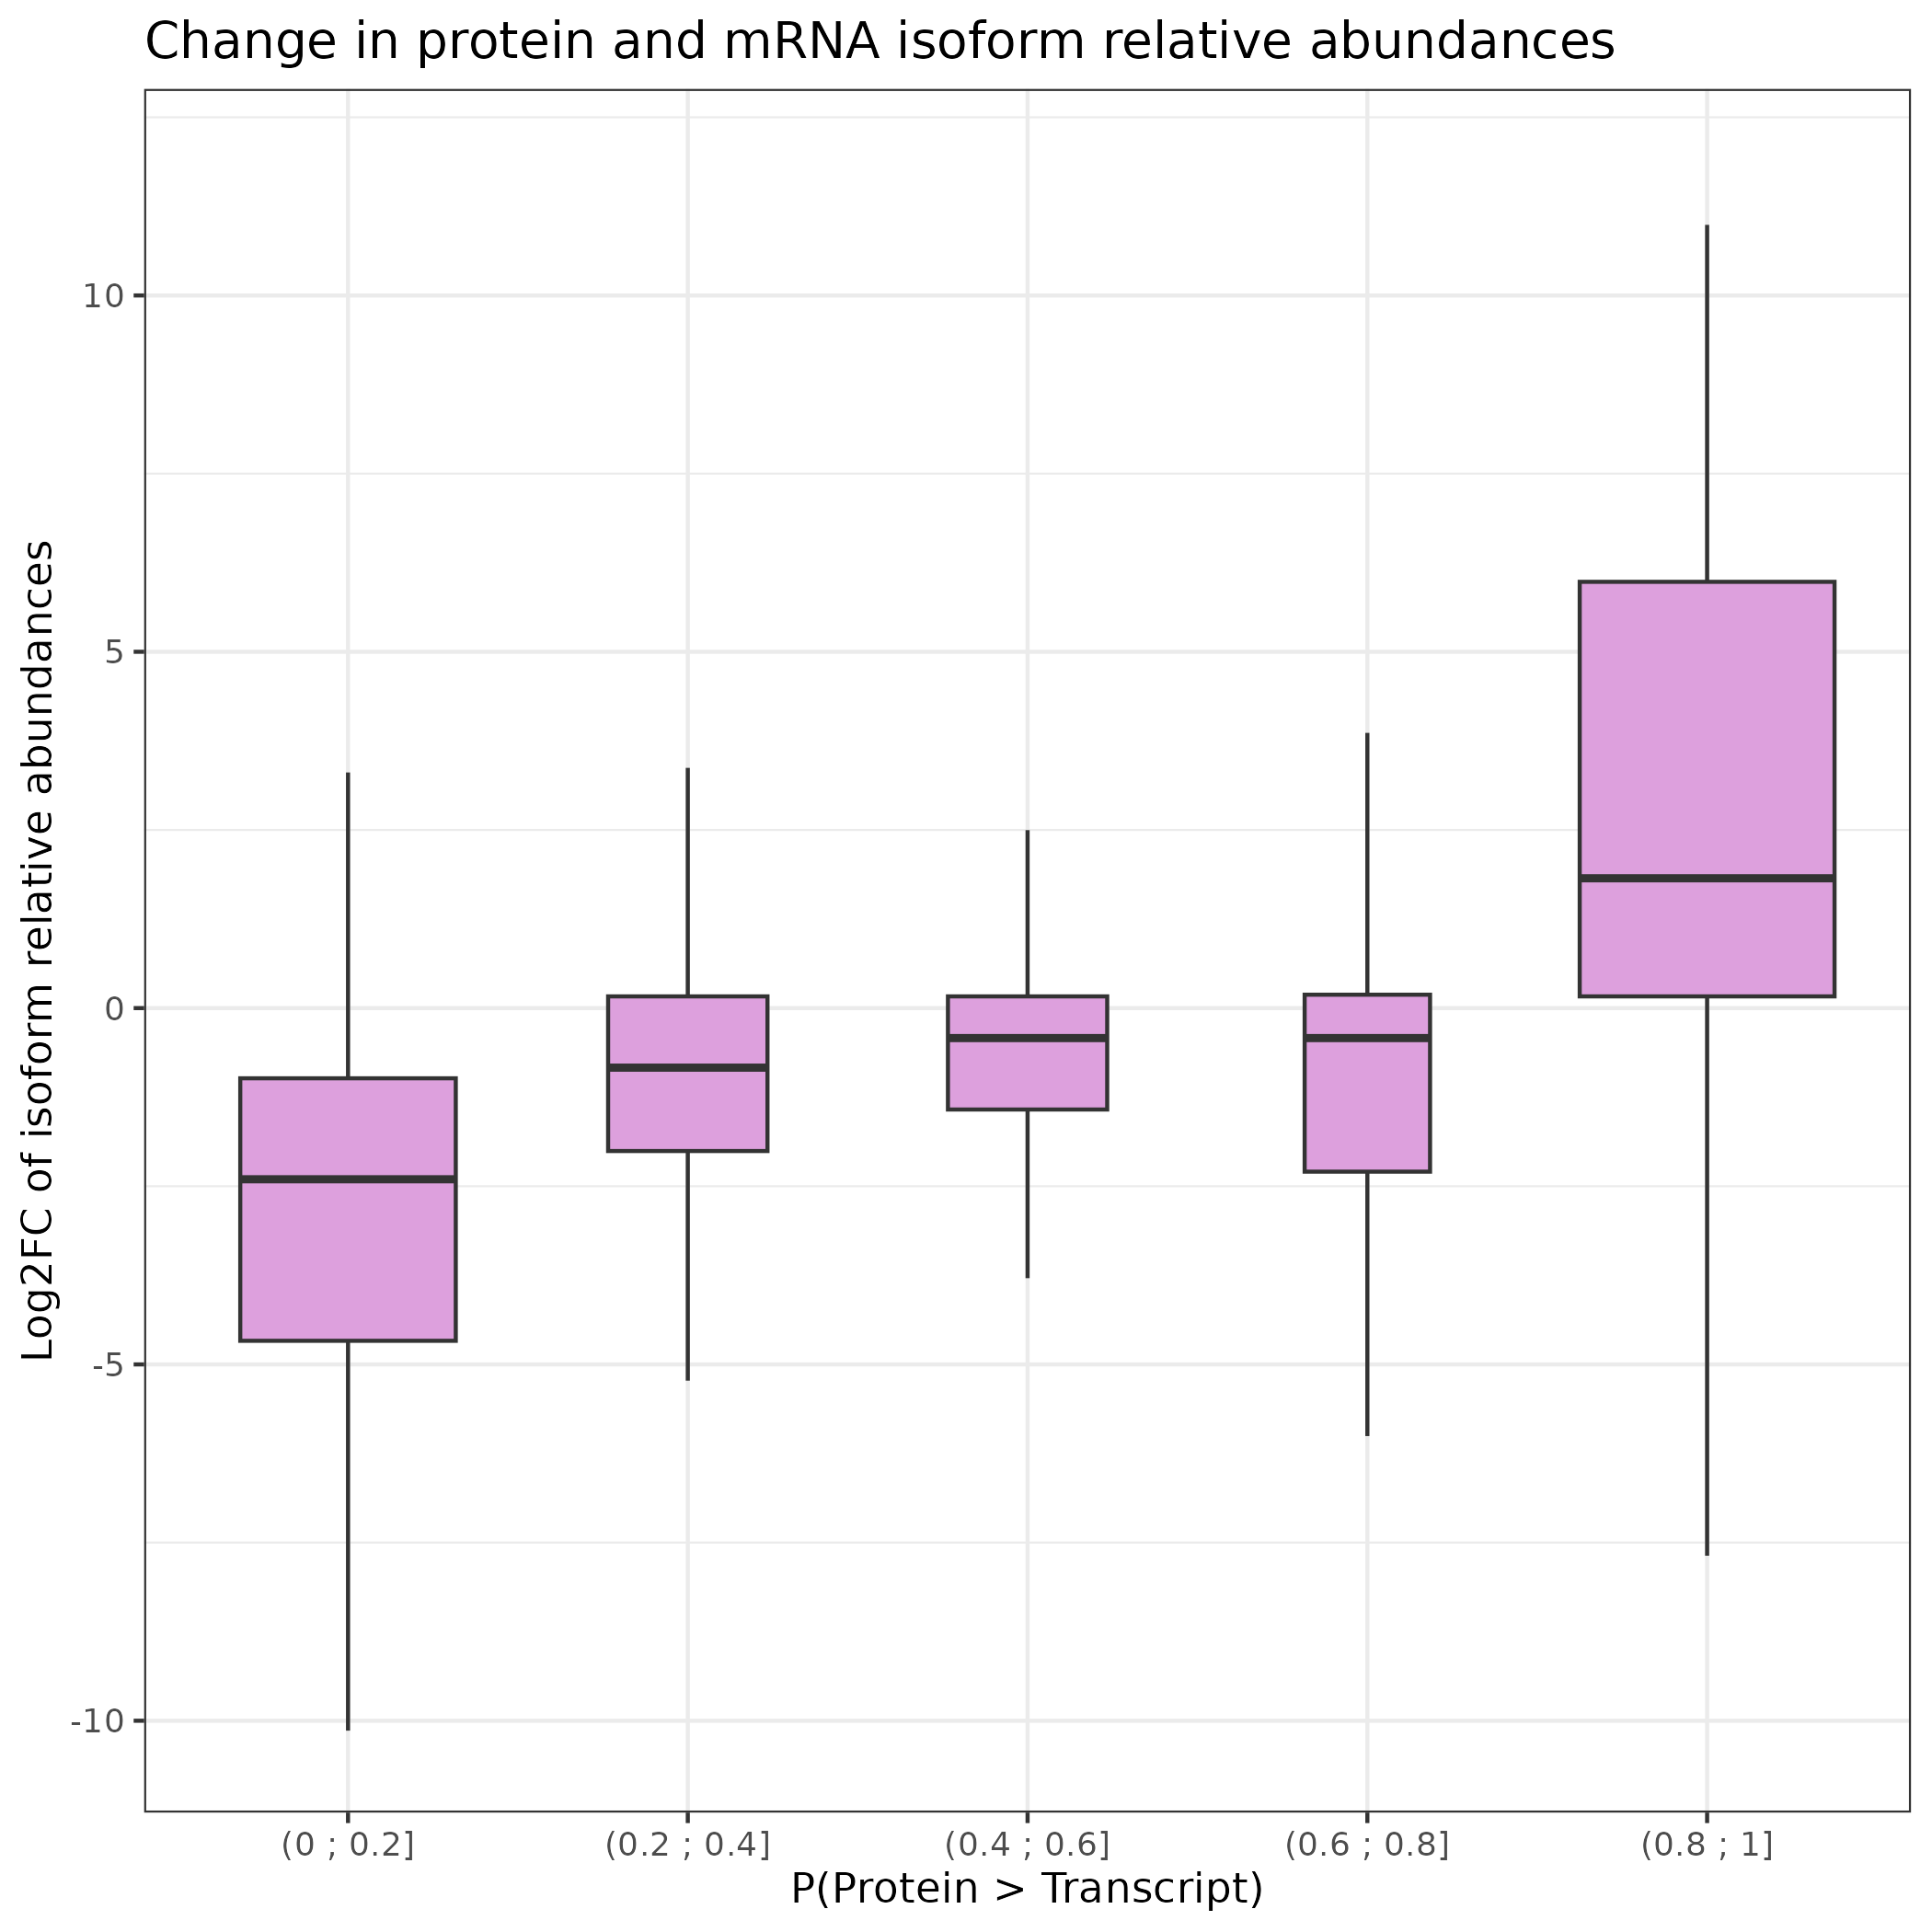 Change in protein and mRNA isoform relative abundances
Log2FC of isoform relative abundances
10
5
0
-5
-10
(0 ; 0.2]
(0.2 ; 0.4]
(0.4 ; 0.6]
(0.6 ; 0.8]
(0.8 ; 1]
P(Protein > Transcript)